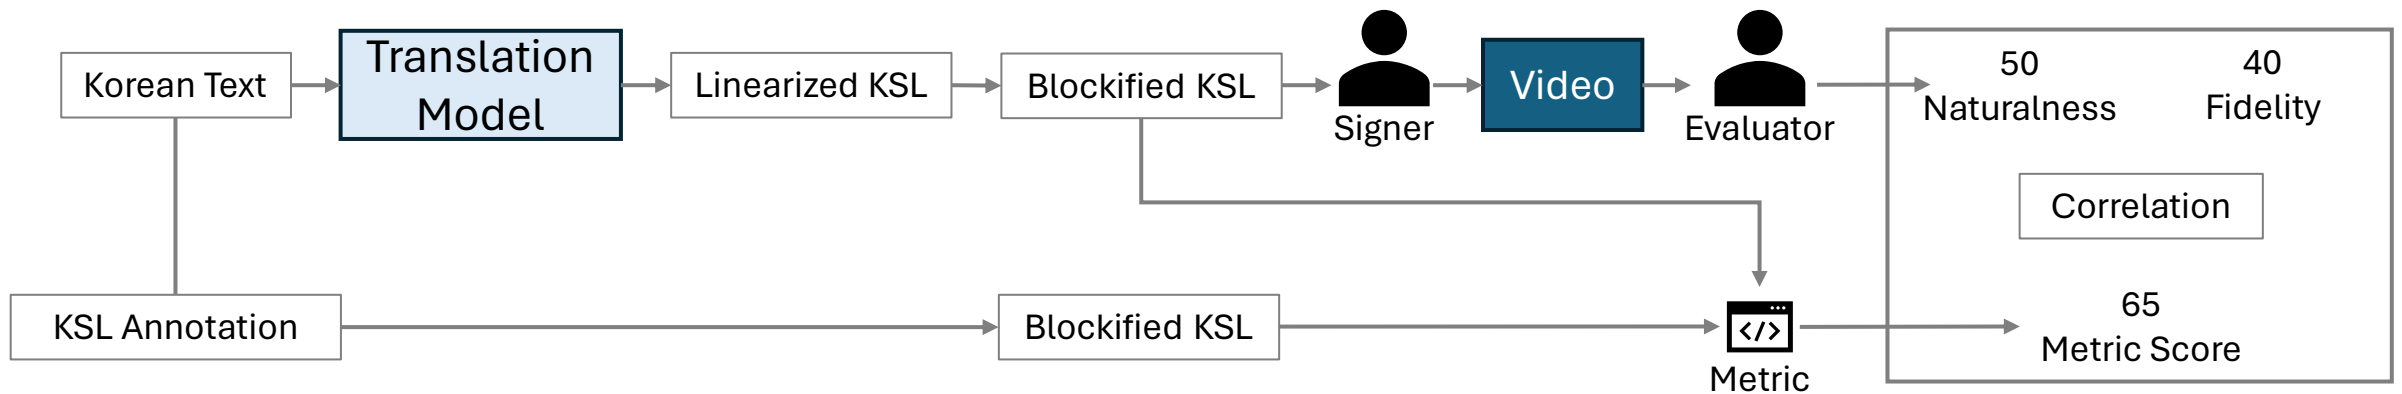 Korean Text
Translation
Model
Linearized KSL
Blockified KSL
Signer
Video
Evaluator
50
Naturalness
40
Fidelity
Correlation
KSL Annotation
Blockified KSL
</>
Metric
65
Metric Score